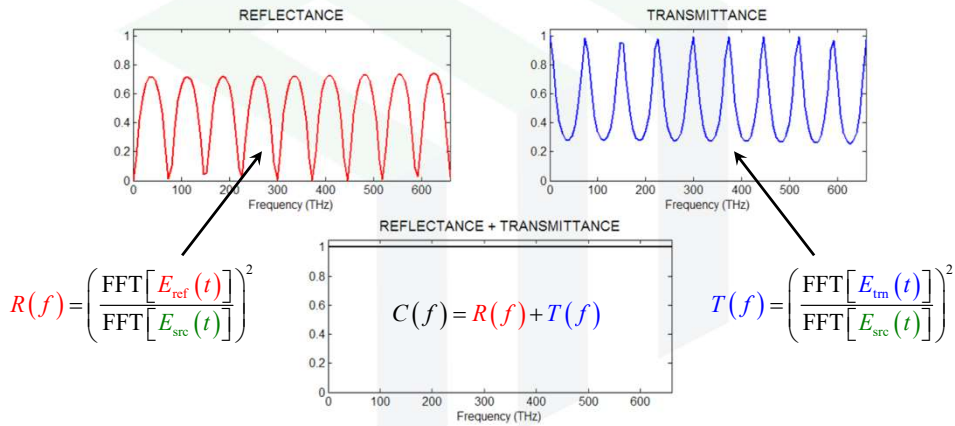 REFLECTANCE
1
0.8
0.6
0.4
0.2
0
0 100 200 300 400 500 600
Frequency (THz)
TRANSMITTANCE
1
0.8
0.6
0.4
0.2
0
0 100 200 300 400 500 600
Frequency (THz)
R(f) = (FFT[E_ref(t)] / FFT[E_src(t)])^2
REFLECTANCE + TRANSMITTANCE
1
0.8
0.6
0.4
0.2
0
C(f) = R(f) + T(f)
0 100 200 300 400 500 600
Frequency (THz)
T(f) = (FFT[E_trn(t)] / FFT[E_src(t)])^2